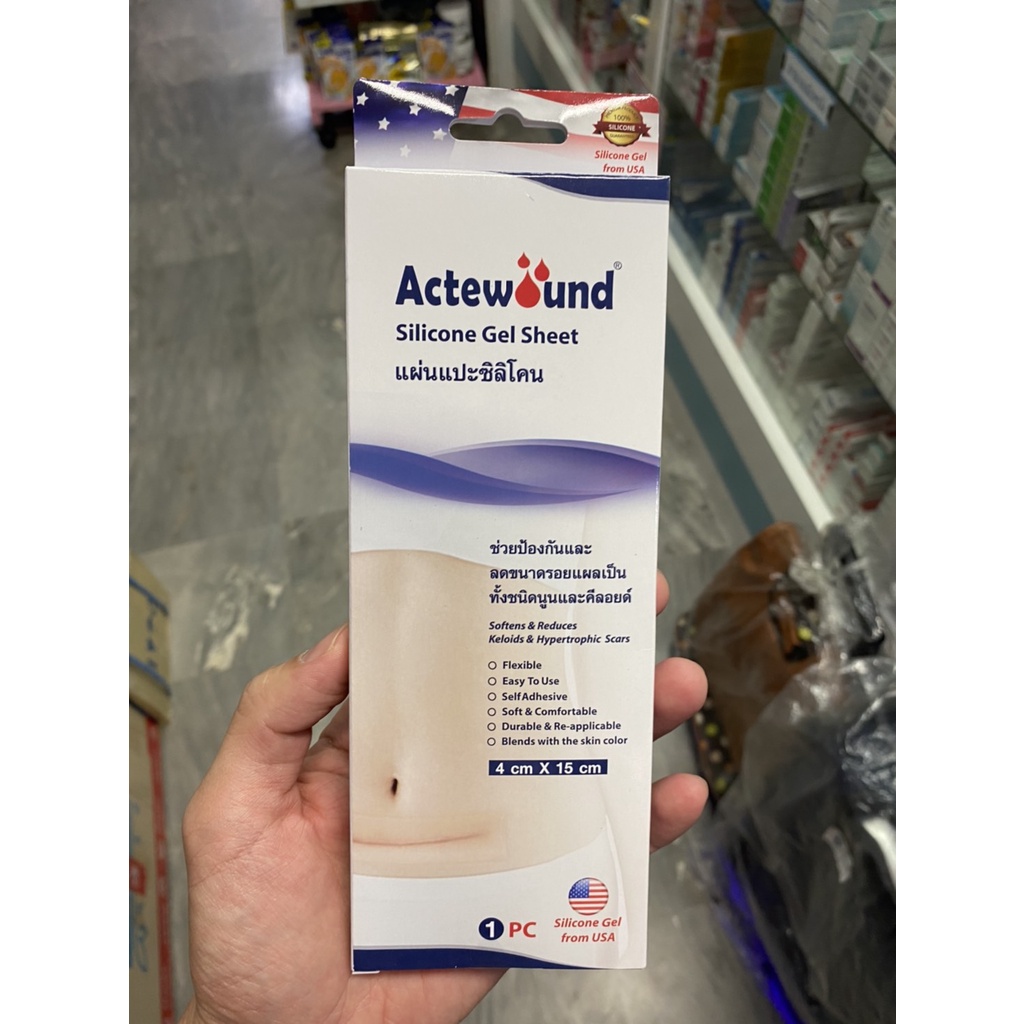 100%
SILICONE
Silicone Gel
from USA
Actewound®
Silicone Gel Sheet
แผ่นแปะซิลิโคน
ช่วยป้องกันและ
ลดขนาดรอยแผลเป็น
ทั้งชนิดนูนและคีลอยด์
Softens & Reduces
Keloids & Hypertrophic Scars
Flexible
Easy To Use
Self Adhesive
Soft & Comfortable
Durable & Re-applicable
Blends with the skin color
4 cm X 15 cm
1 PC
Silicone Gel
from USA